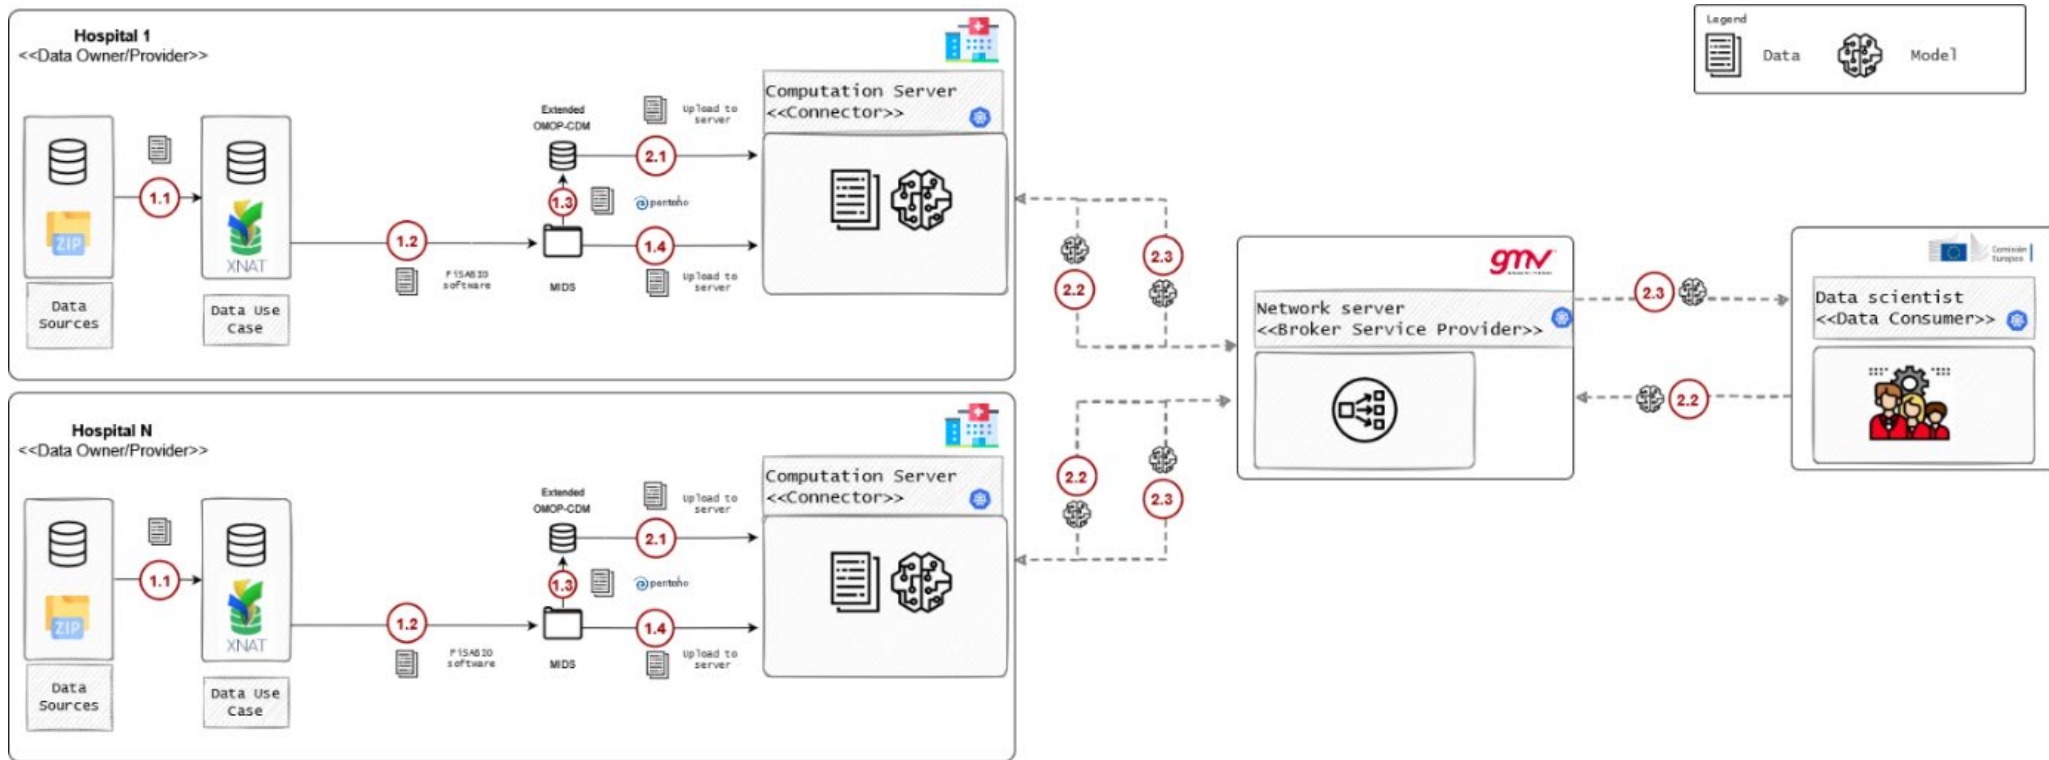 Hospital 1
<<Data Owner/Provider>>
1.1
ZIP
XNAT
Data
Sources
Data Use
Case
1.2
FISABIO
software
Extended
OMOP-CDM
1.3
pentaho
MIDS
Upload to
server
2.1
1.4
Upload to
server
Computation Server
<<Connector>>
Hospital N
<<Data Owner/Provider>>
1.1
ZIP
XNAT
Data
Sources
Data Use
Case
1.2
FISABIO
software
Extended
OMOP-CDM
1.3
pentaho
MIDS
Upload to
server
2.1
1.4
Upload to
server
Computation Server
<<Connector>>
2.2
2.3
2.2
2.3
gmv
Network server
<<Broker Service Provider>>
2.3
2.2
Comisión
Europea
Data scientist
<<Data Consumer>>
Legend
Data
Model